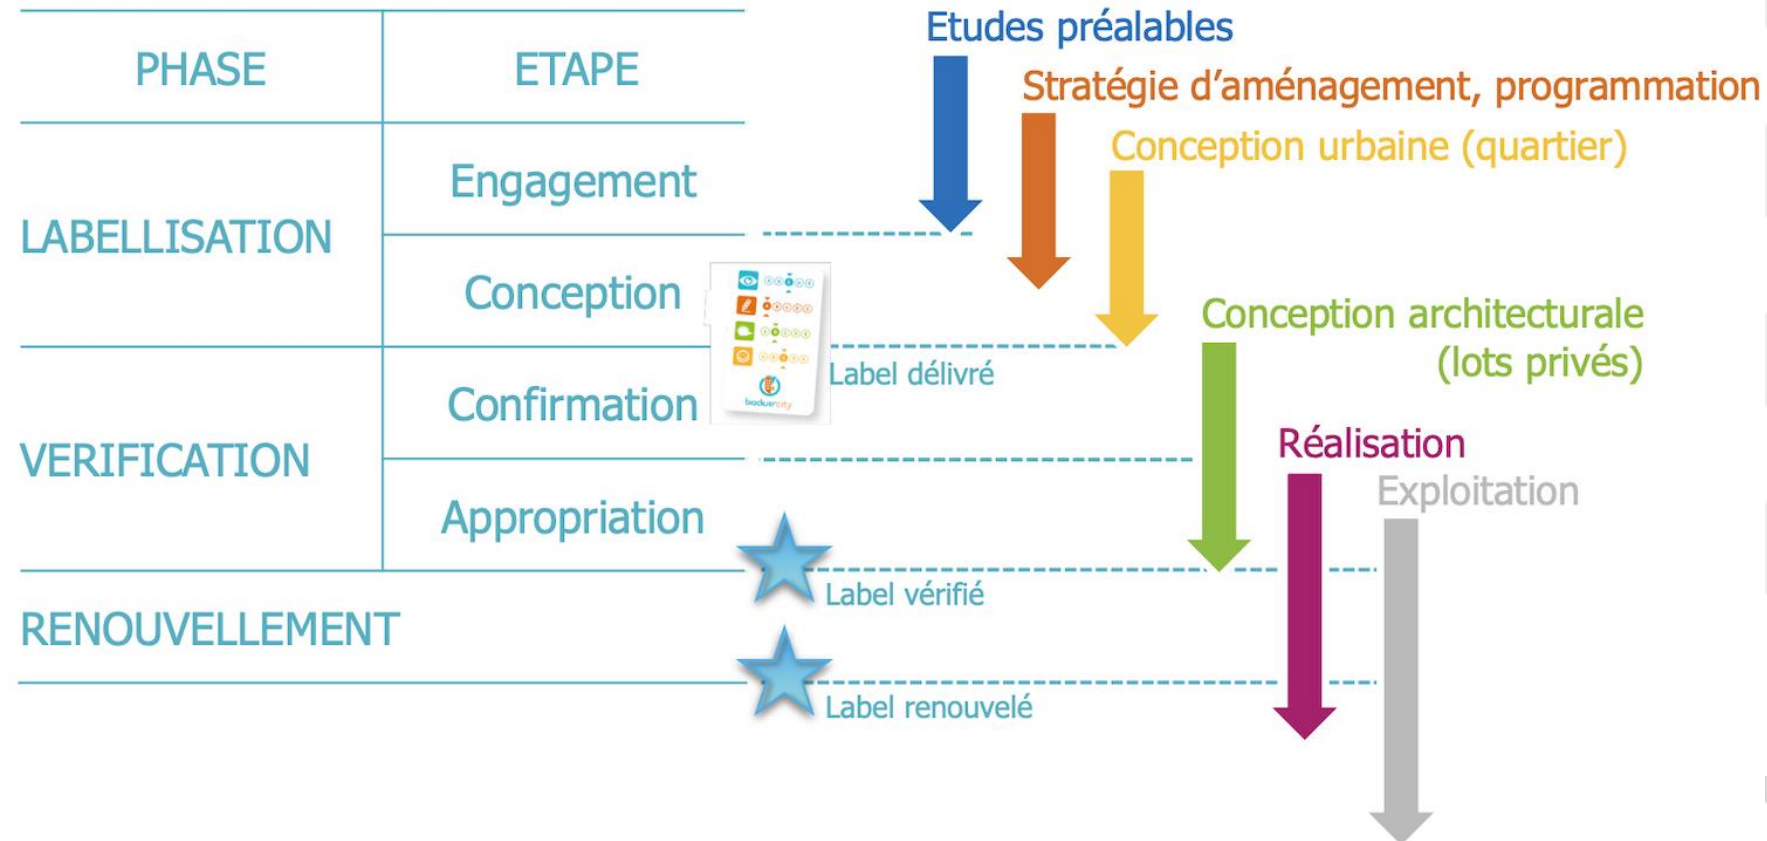 PHASE
ETAPE
Etudes préalables
Stratégie d'aménagement, programmation
Conception urbaine (quartier)
LABELLISATION
Engagement
Conception
Label délivré
Conception architecturale
(lots privés)
VERIFICATION
Confirmation
biodivercity
Appropriation
Réalisation
Exploitation
Label vérifié
RENOUVELLEMENT
Label renouvelé